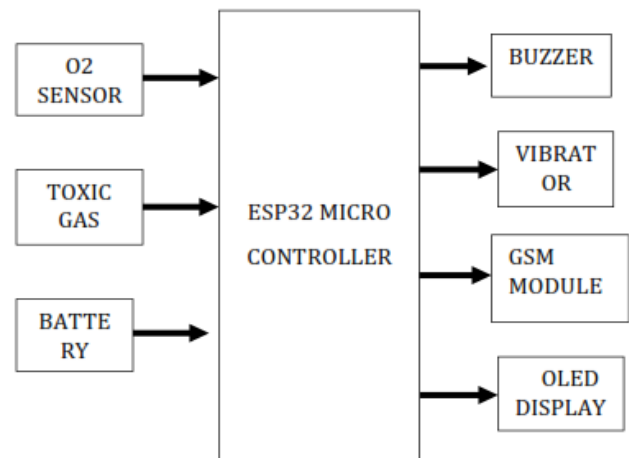 O2
SENSOR
TOXIC
GAS
BATTE
RY
ESP32 MICRO
CONTROLLER
BUZZER
VIBRAT
OR
GSM
MODULE
OLED
DISPLAY